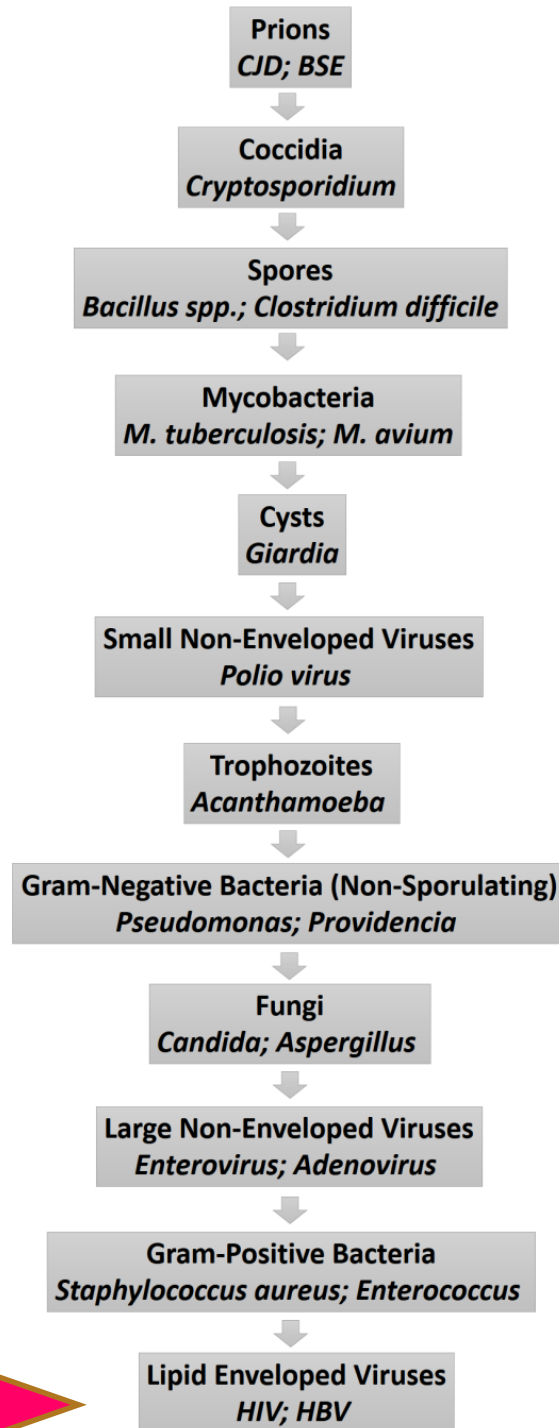 Prions
CJD; BSE
Coccidia
Cryptosporidium
Spores
Bacillus spp.; Clostridium difficile
Mycobacteria
M. tuberculosis; M. avium
Cysts
Giardia
Small Non-Enveloped Viruses
Polio virus
Trophozoites
Acanthamoeba
Gram-Negative Bacteria (Non-Sporulating)
Pseudomonas; Providencia
Fungi
Candida; Aspergillus
Large Non-Enveloped Viruses
Enterovirus; Adenovirus
Gram-Positive Bacteria
Staphylococcus aureus; Enterococcus
Lipid Enveloped Viruses
HIV; HBV